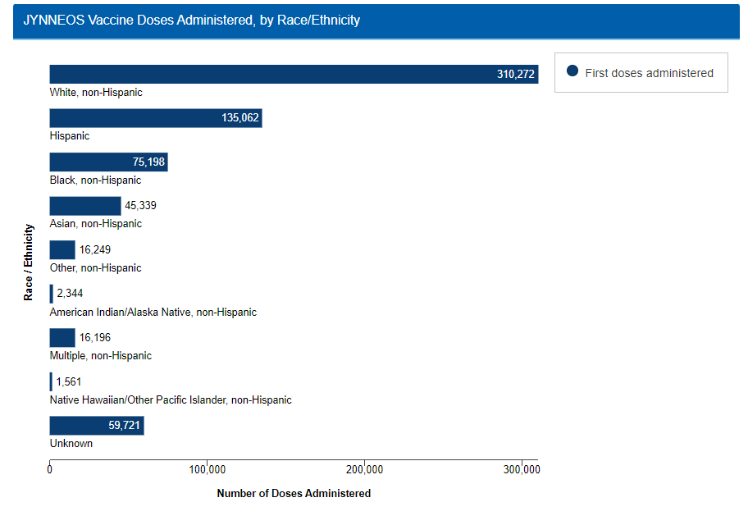 JYNNEOS Vaccine Doses Administered, by Race/Ethnicity
First doses administered
310,272
White, non-Hispanic
135,062
Hispanic
75,198
Black, non-Hispanic
45,339
Asian, non-Hispanic
16,249
Other, non-Hispanic
2,344
American Indian/Alaska Native, non-Hispanic
16,196
Multiple, non-Hispanic
1,561
Native Hawaiian/Other Pacific Islander, non-Hispanic
59,721
Unknown
Race / Ethnicity
0 100,000 200,000 300,000
Number of Doses Administered